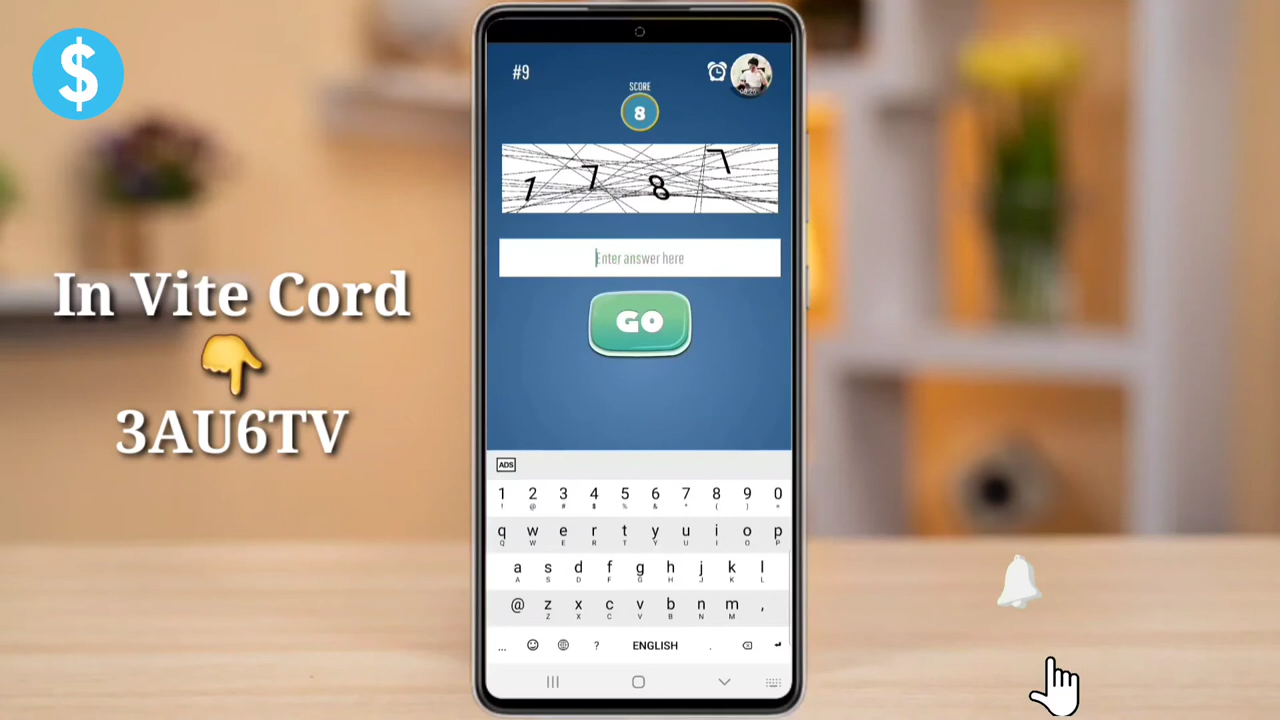 $
#9
SCORE
8
1 7 8 7
Enter answer here
GO
In Vite Cord
3AU6TV
ADS
1 2 3 4 5 6 7 8 9 0
q w e r t y u i o p
Q W E R T Y U I O P
a s d f g h j k l
A S D F G H J K L
@ z x c v b n m ,
Z X C V B N M
... ? ENGLISH .